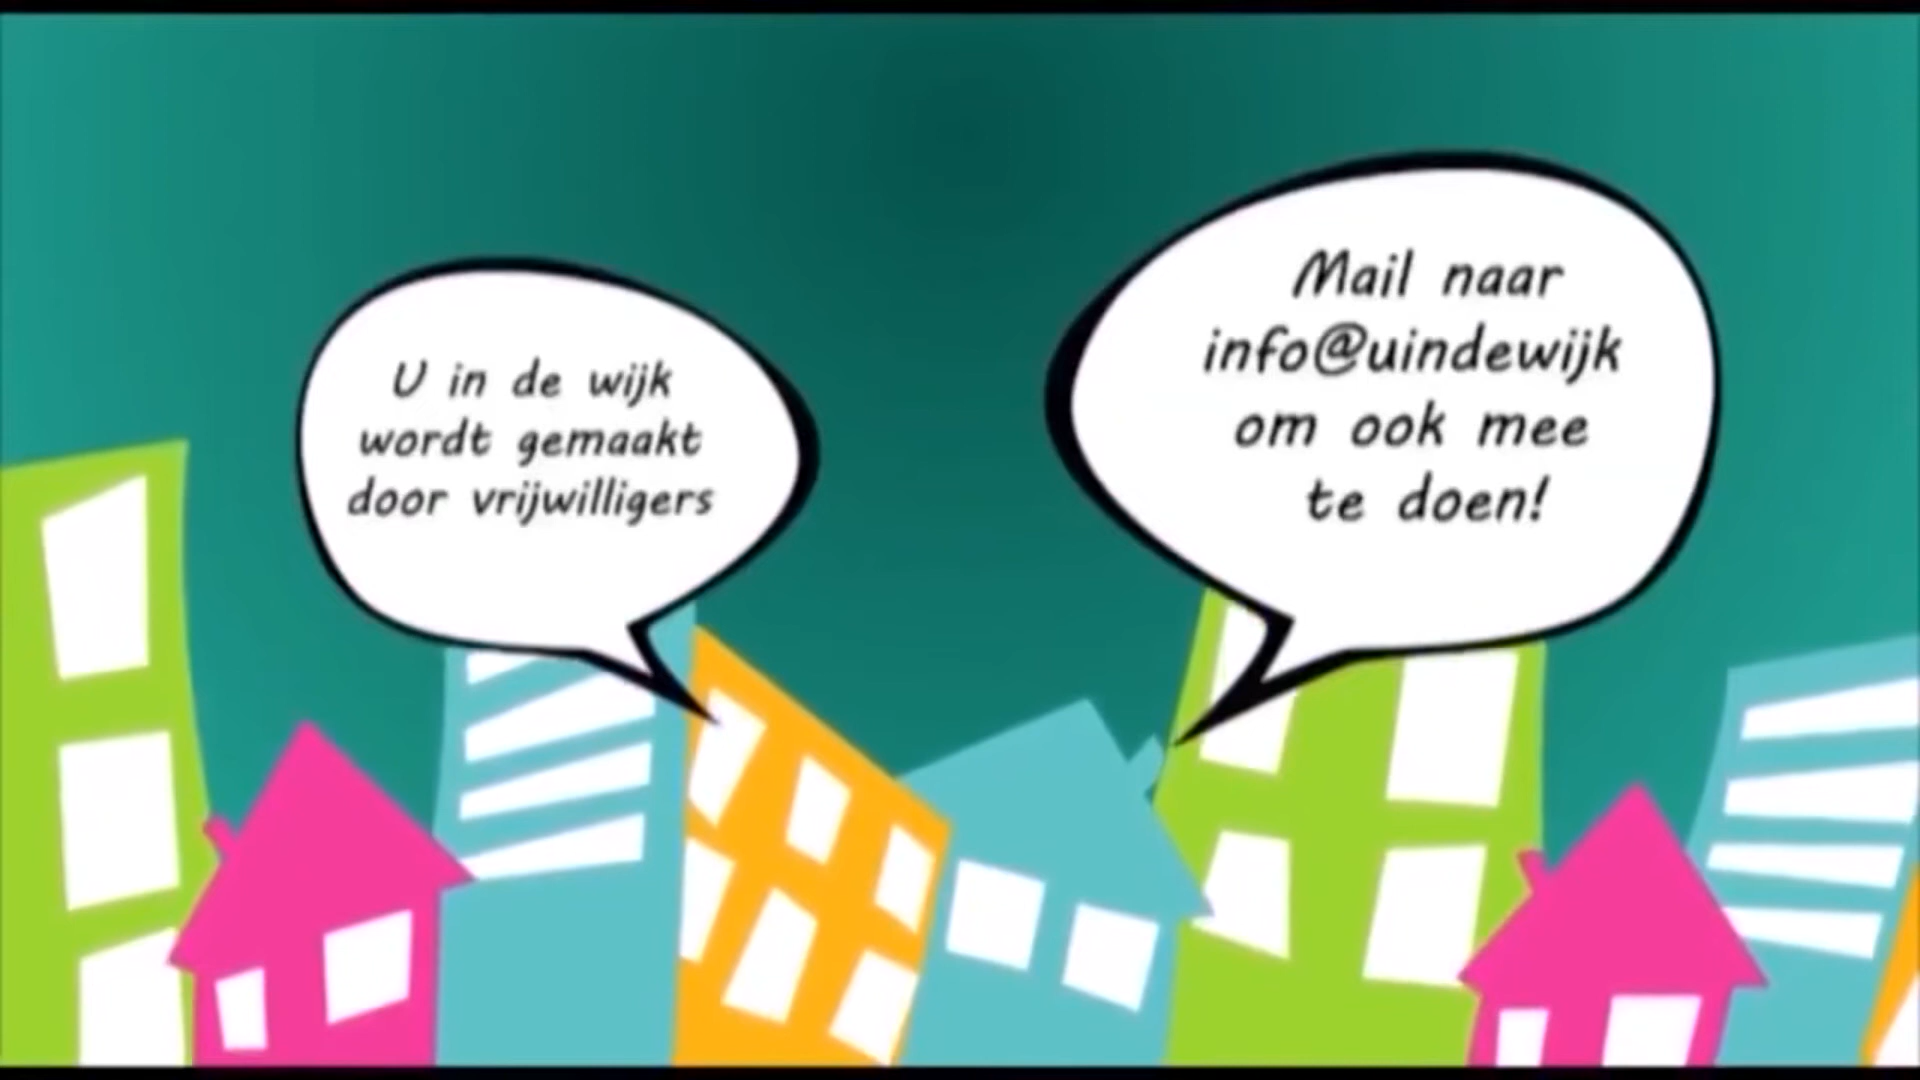 U in de wijk
wordt gemaakt
door vrijwilligers
Mail naar
info@uindewijk
om ook mee
te doen!